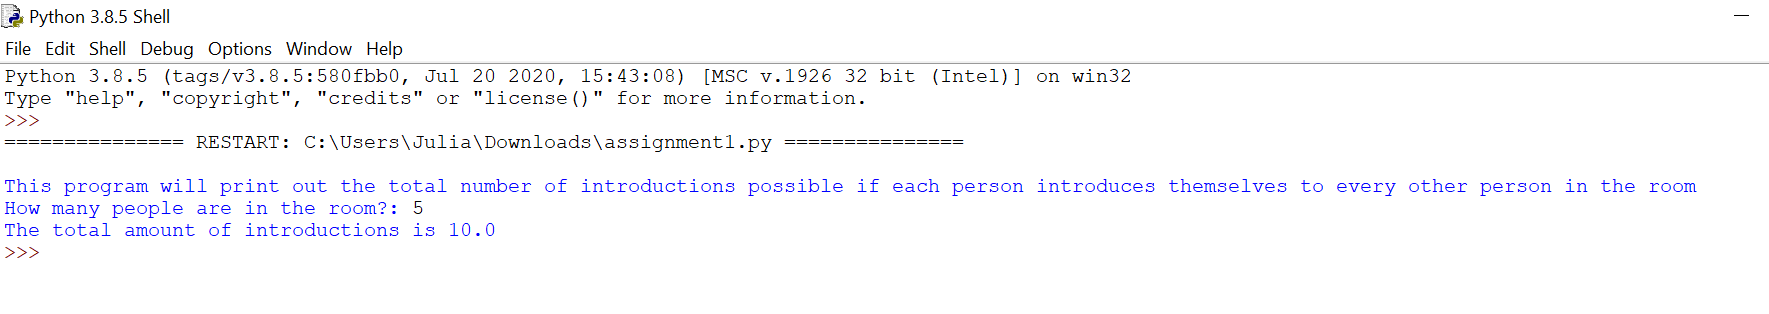 Python 3.8.5 Shell
File Edit Shell Debug Options Window Help
Python 3.8.5 (tags/v3.8.5:580fbb0, Jul 20 2020, 15:43:08) [MSC v.1926 32 bit (Intel)] on win32
Type "help", "copyright", "credits" or "license()" for more information.
>>>
=============== RESTART: C:\Users\Julia\Downloads\assignment1.py ===============
This program will print out the total number of introductions possible if each person introduces themselves to every other person in the room
How many people are in the room?: 5
The total amount of introductions is 10.0
>>>